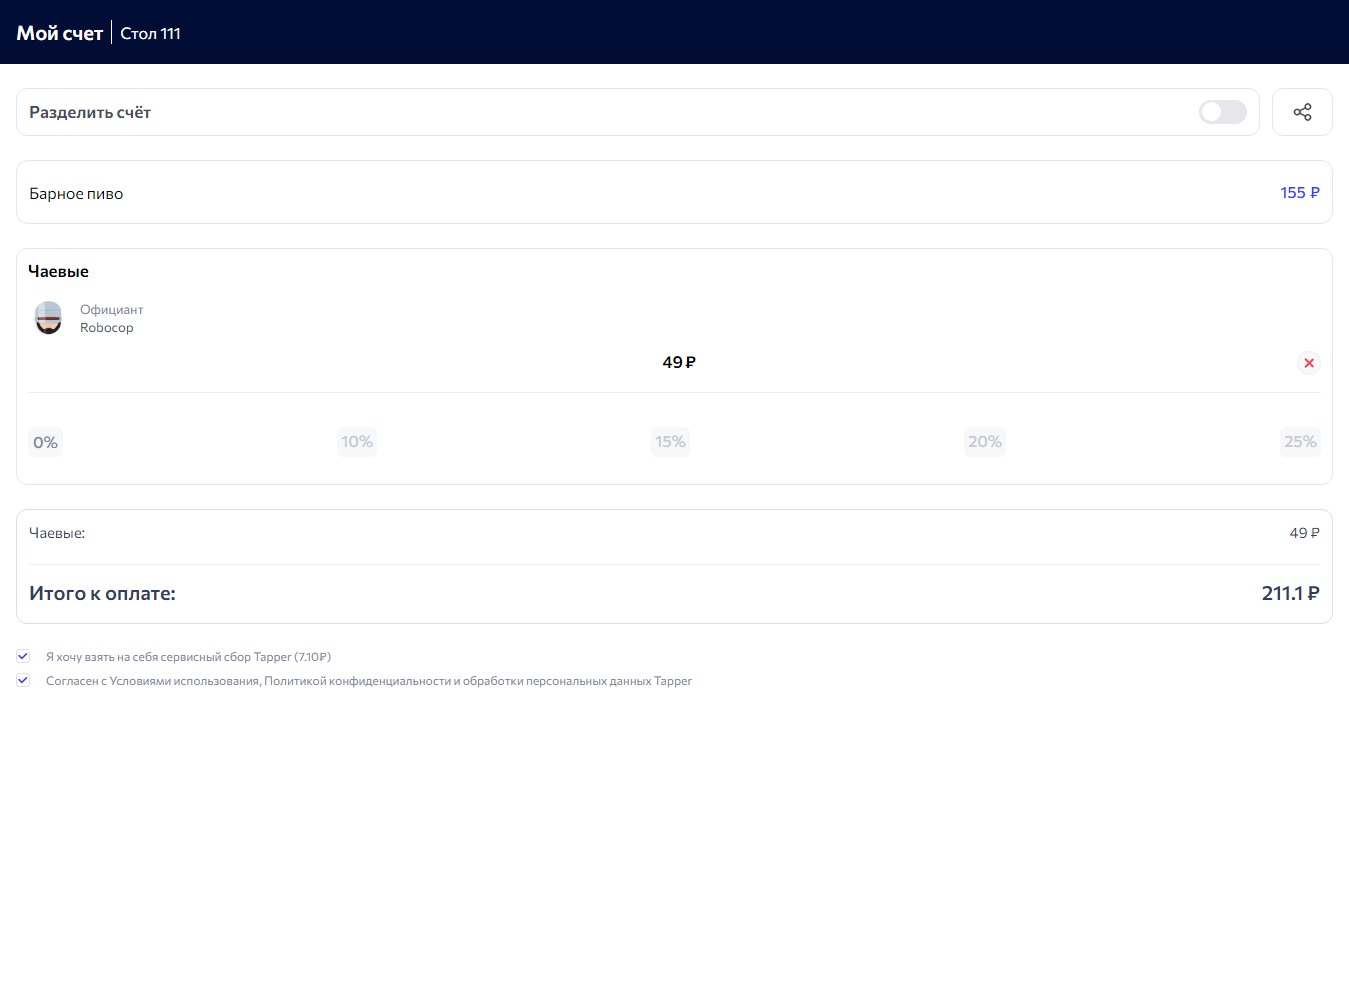 Мой счет Стол 111
Разделить счёт
Барное пиво 155 ₽
Чаевые
Официант
Robocop
49 ₽
0% 10% 15% 20% 25%
Чаевые: 49 ₽
Итого к оплате: 211.1 ₽
Я хочу взять на себя сервисный сбор Tapper (7.10₽)
Согласен с Условиями использования, Политикой конфиденциальности и обработки персональных данных Tapper